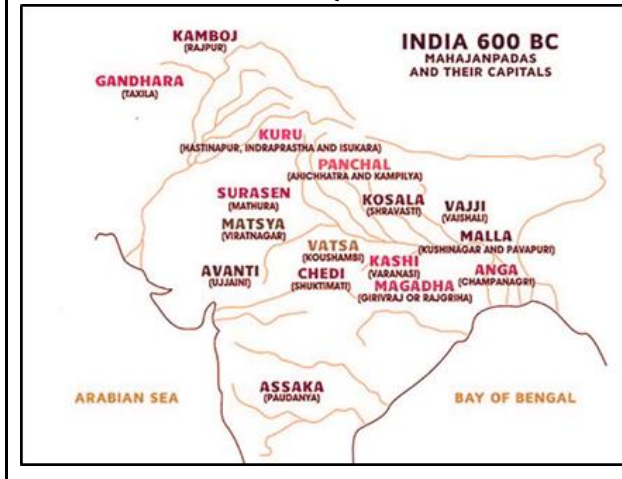 KAMBOJ
(RAJPUR)
INDIA 600 BC
MAHAJANPADAS
AND THEIR CAPITALS
GANDHARA
(TAXILA)
KURU
(HASTINAPUR, INDRAPRASTHA AND ISUKARA)
PANCHAL
(AHICHHATRA AND KAMPILYA)
SURASEN
(MATHURA)
KOSALA
(SHRAVASTI)
VAJJI
(VAISHALI)
MATSYA
(VIRATNAGAR)
MALLA
(KUSHINAGAR AND PAVAPURI)
VATSA
(KOUSHAMBI)
KASHI
(VARANASI)
AVANTI
(UJJAINI)
CHEDI
(SHUKTIMATI)
ANGA
(CHAMPANAGRI)
MAGADHA
(GIRIVRAJ OR RAJGRIHA)
ASSAKA
(PAUDANYA)
ARABIAN SEA
BAY OF BENGAL